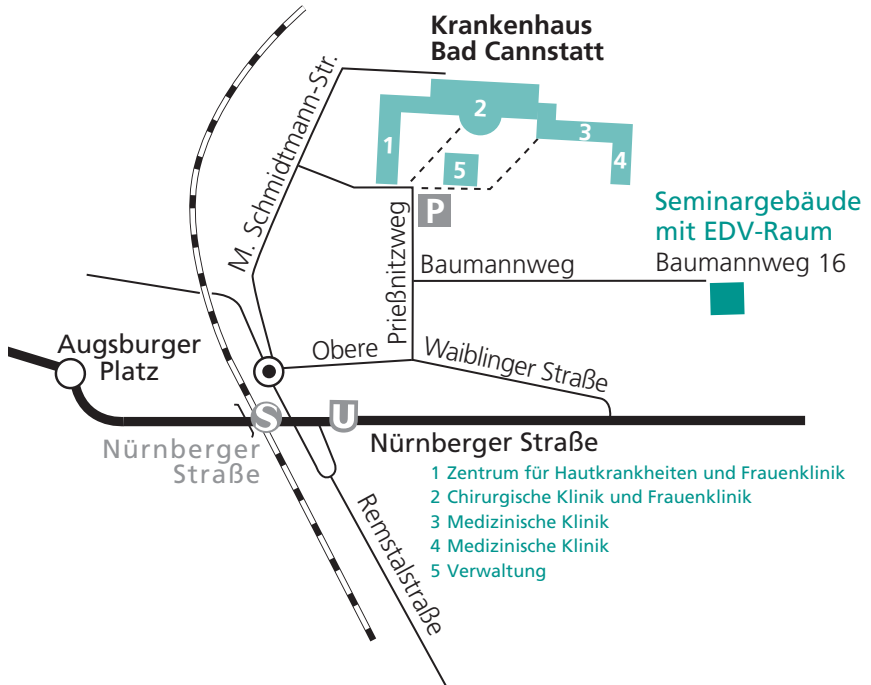 Krankenhaus
Bad Cannstatt
M. Schmidtmann-Str.
2
1
3
4
5
P
Seminargebäude
mit EDV-Raum
Baumannweg 16
Prießnitzweg
Baumannweg
Augsburger
Platz
Obere
Waiblinger Straße
S
U
Nürnberger
Straße
Nürnberger Straße
1 Zentrum für Hautkrankheiten und Frauenklinik
2 Chirurgische Klinik und Frauenklinik
3 Medizinische Klinik
4 Medizinische Klinik
5 Verwaltung
Remstalstraße